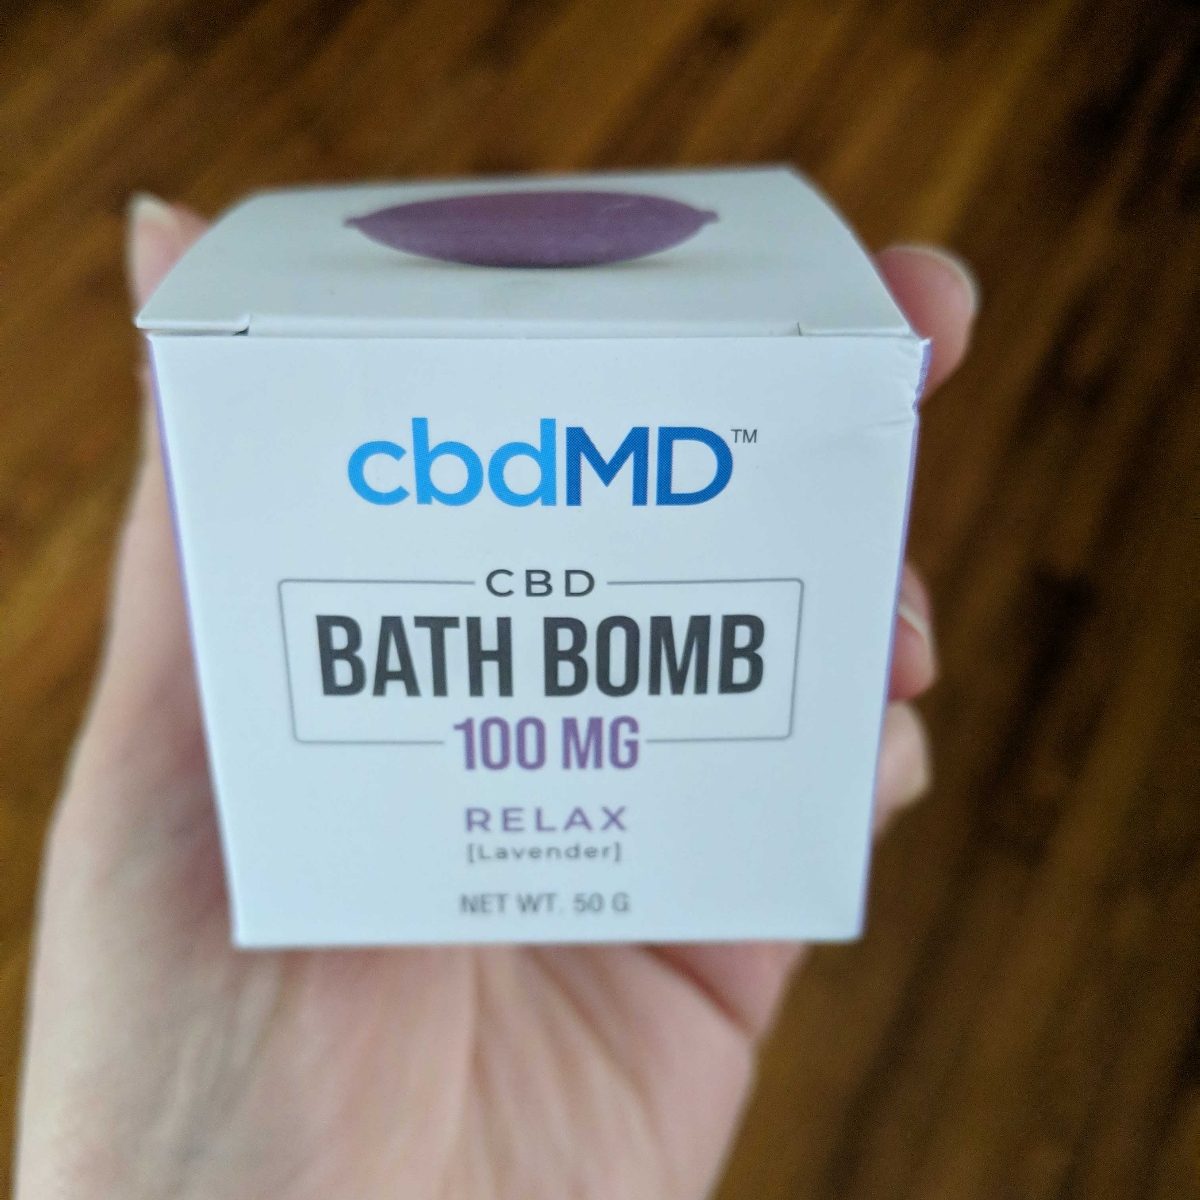 cbdMD™
CBD
BATH BOMB
100 MG
RELAX
[Lavender]
NET WT. 50 G